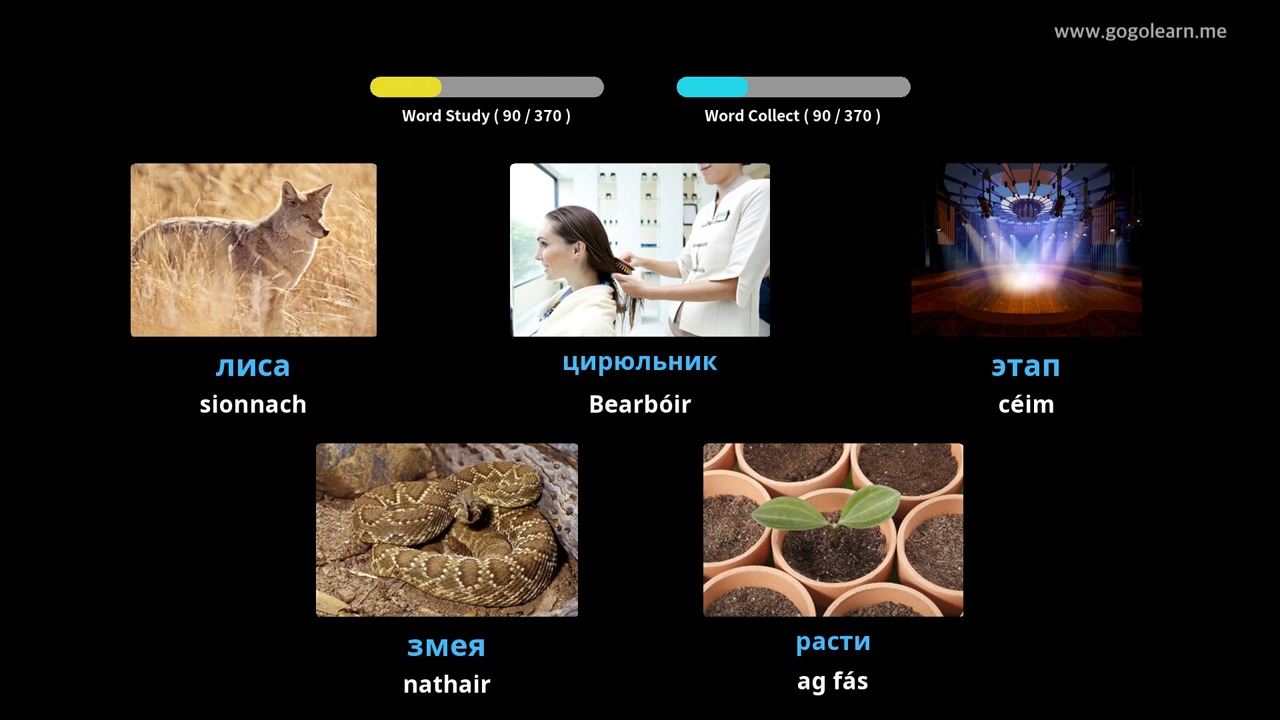 www.gogolearn.me
Word Study ( 90 / 370 )
Word Collect ( 90 / 370 )
лиса
sionnach
цирюльник
Bearbóir
этап
céim
змея
nathair
расти
ag fás